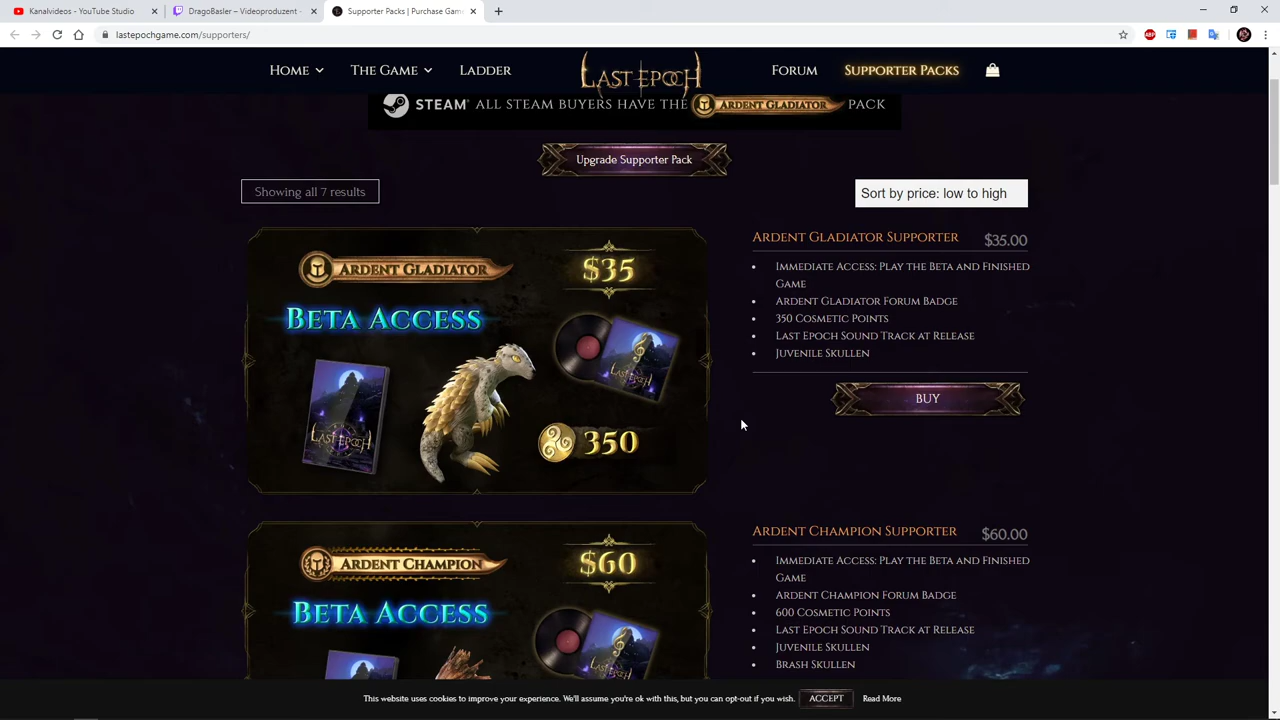 Kanalvideos - YouTube Studio
DragoBasler – Videoproduzent -
Supporter Packs | Purchase Gam
lastepochgame.com/supporters/
Home
The Game
Ladder
Last Epoch
Forum
Supporter Packs
STEAM All Steam buyers have the Ardent Gladiator pack
Upgrade Supporter Pack
Showing all 7 results
Sort by price: low to high
Ardent Gladiator
$35
Beta Access
Last Epoch
Last Epoch
350
Ardent Gladiator Supporter $35.00
Immediate Access: Play the Beta and Finished
Game
Ardent Gladiator Forum Badge
350 Cosmetic Points
Last Epoch Sound Track at Release
Juvenile Skullen
BUY
Ardent Champion
$60
Beta Access
Ardent Champion Supporter $60.00
Immediate Access: Play the Beta and Finished
Game
Ardent Champion Forum Badge
600 Cosmetic Points
Last Epoch Sound Track at Release
Juvenile Skullen
Brash Skullen
This website uses cookies to improve your experience. We'll assume you're ok with this, but you can opt-out if you wish. ACCEPT Read More